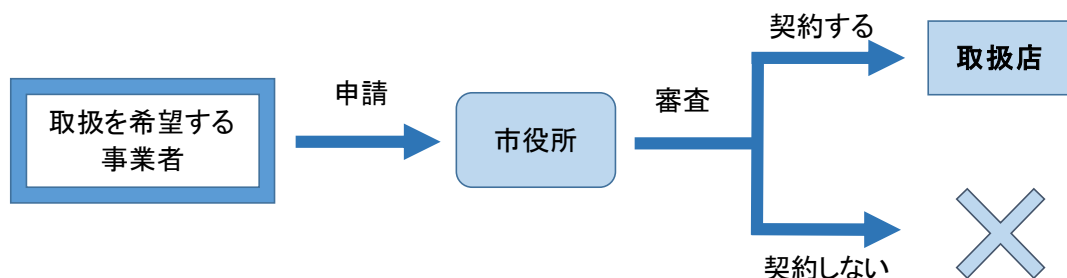 取扱を希望する
事業者
申請
市役所
審査
契約する
取扱店
契約しない